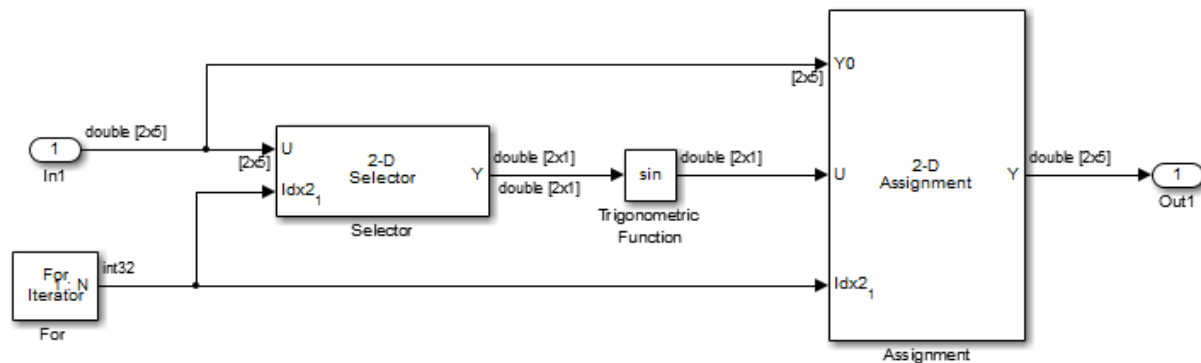 Y0
[2x5]
double [2x5]
1
In1
U
[2x5]
2-D
Selector
Y
Idx2
1
Selector
double [2x1]
double [2x1]
sin
Trigonometric
Function
double [2x1]
U
2-D
Assignment
Y
double [2x5]
1
Out1
For
Iterator
1 : N
int32
For
Idx2
1
Assignment